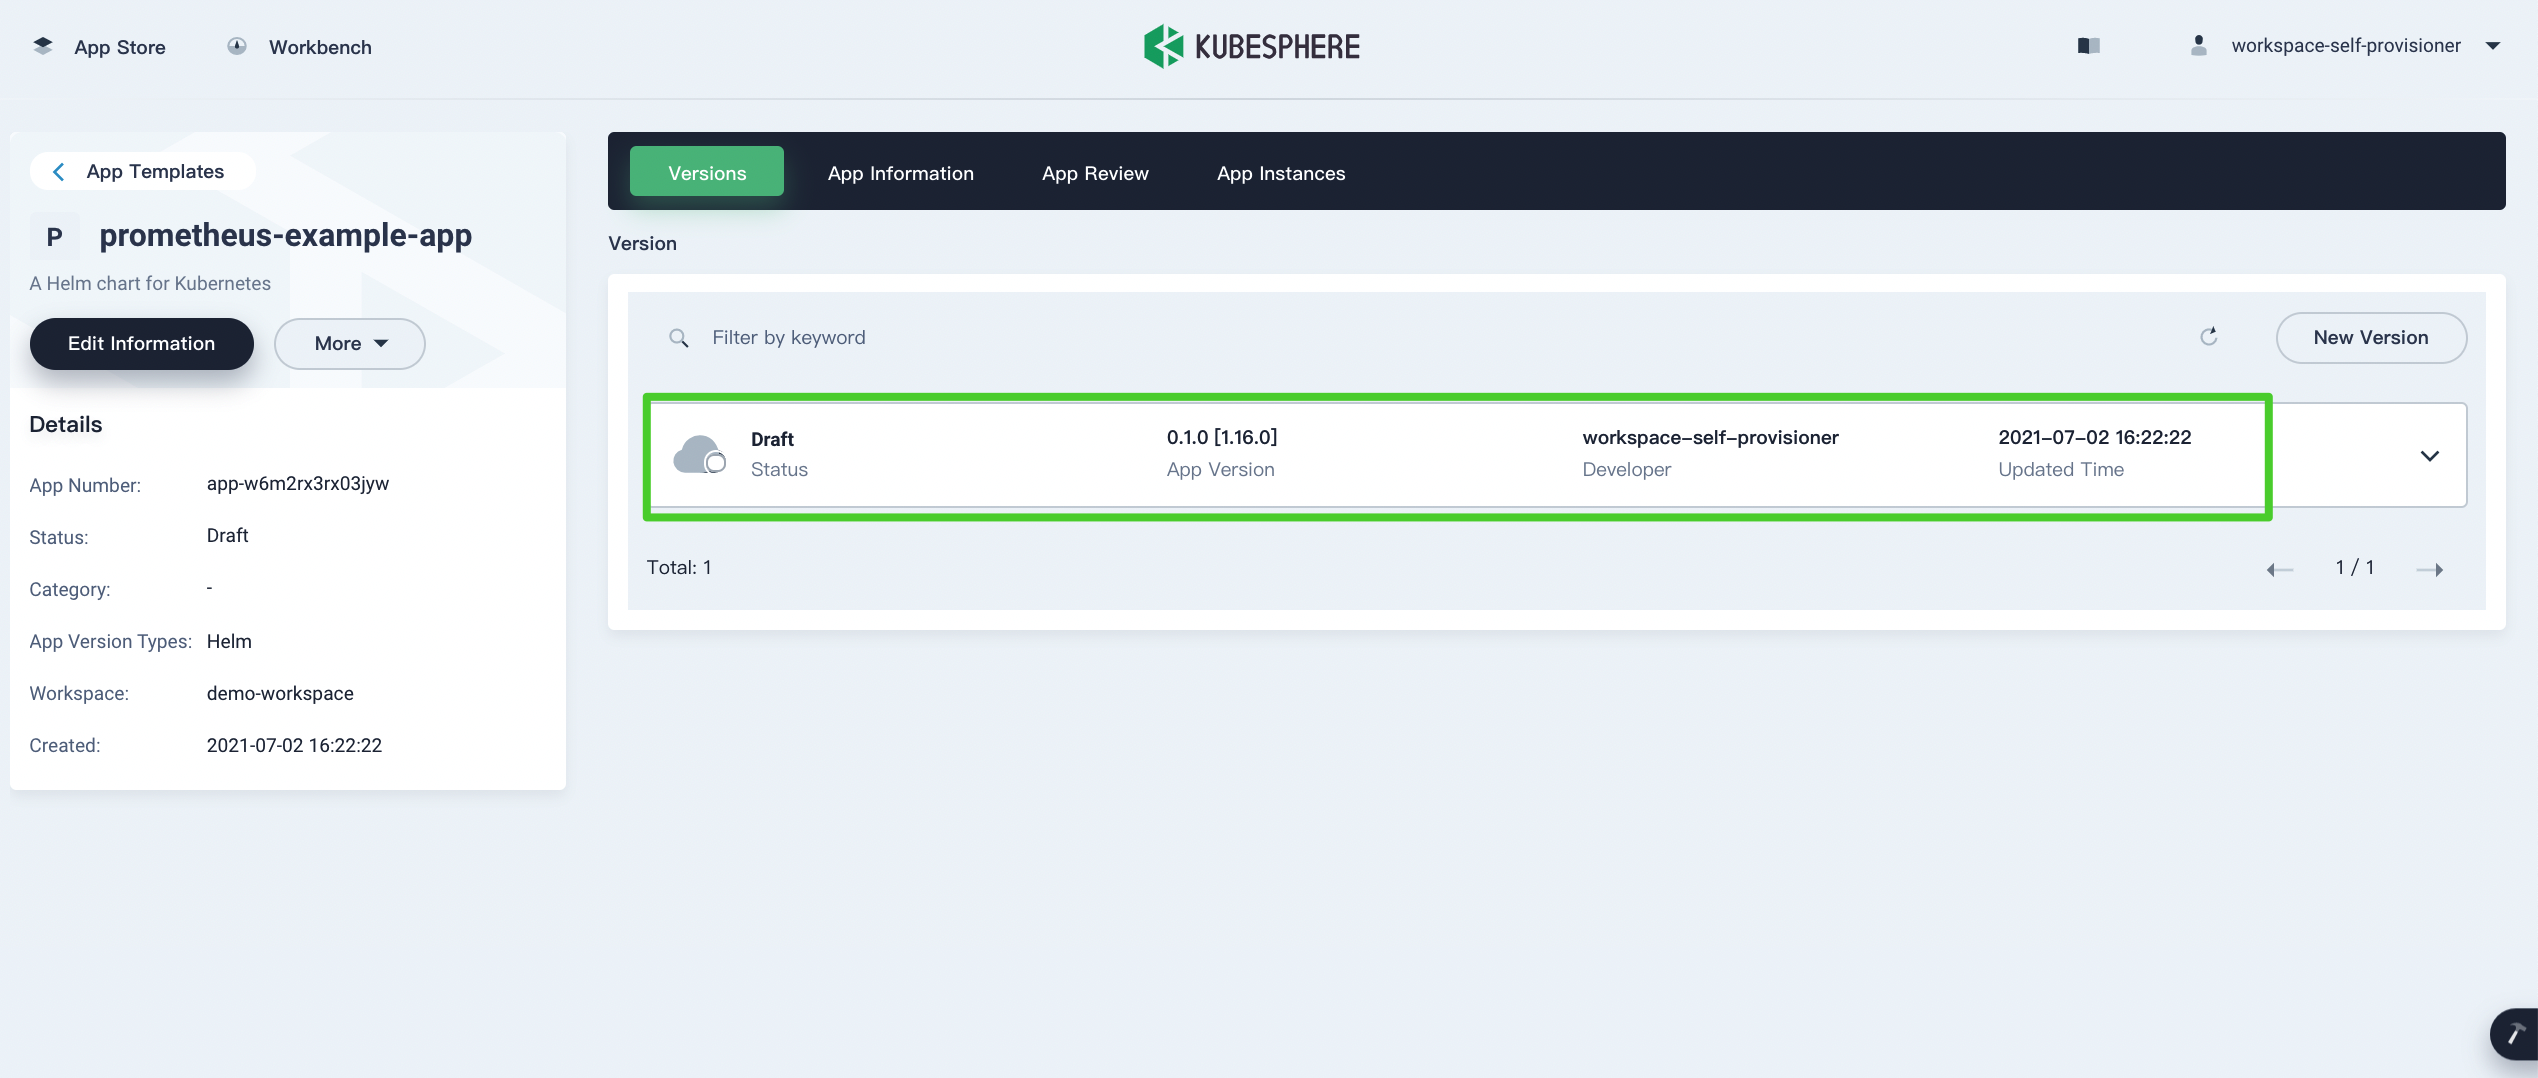 App Store
Workbench
KUBESPHERE
workspace-self-provisioner
App Templates
P
prometheus-example-app
A Helm chart for Kubernetes
Edit Information
More
Details
App Number: app-w6m2rx3rx03jyw
Status: Draft
Category: -
App Version Types: Helm
Workspace: demo-workspace
Created: 2021-07-02 16:22:22
Versions
App Information
App Review
App Instances
Version
Filter by keyword
New Version
Draft
Status
0.1.0 [1.16.0]
App Version
workspace-self-provisioner
Developer
2021-07-02 16:22:22
Updated Time
Total: 1
1 / 1